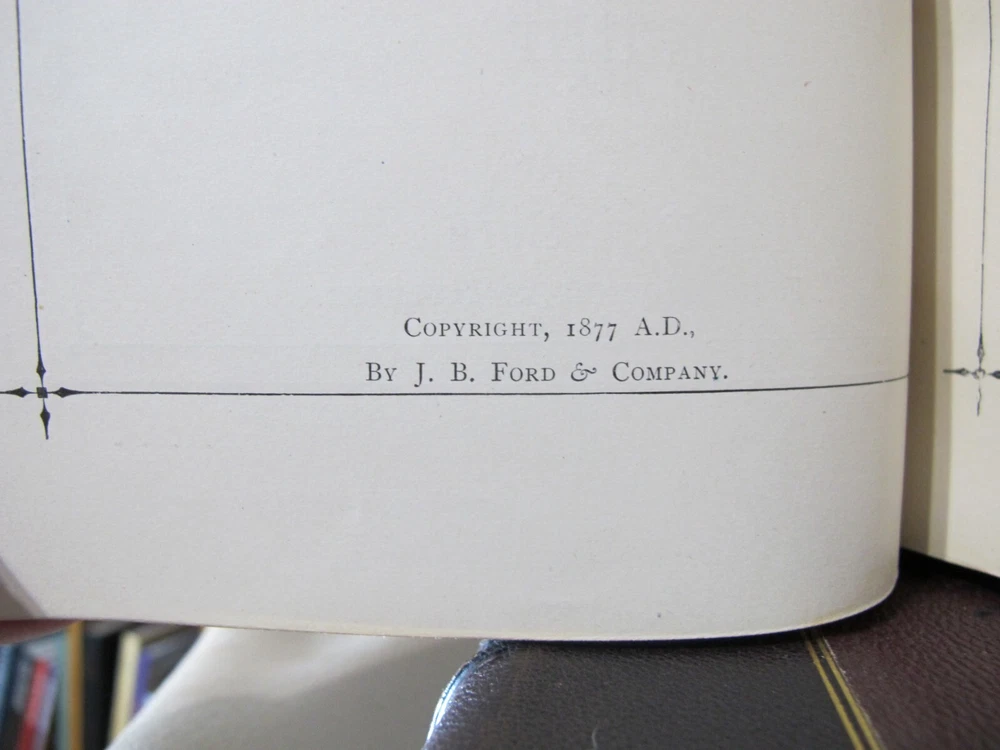 Copyright, 1877 A.D.,
By J. B. Ford & Company.